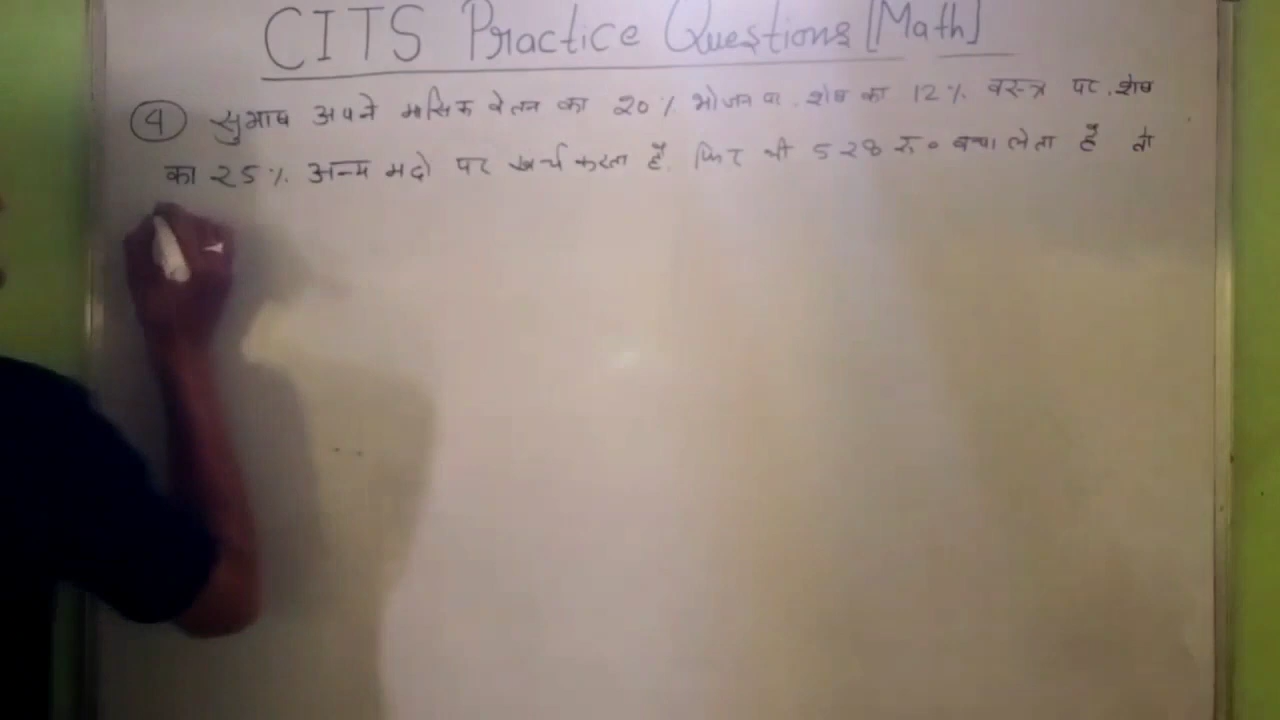 CITS Practice Questions [Math]
4 सुभाष अपने मासिक वेतन का 20% भोजन पर, शेष का 12% वस्त्र पर, शेष
का 25% अन्य मदो पर खर्च करता है. फिर भी 528 रु० बचा लेता है तो